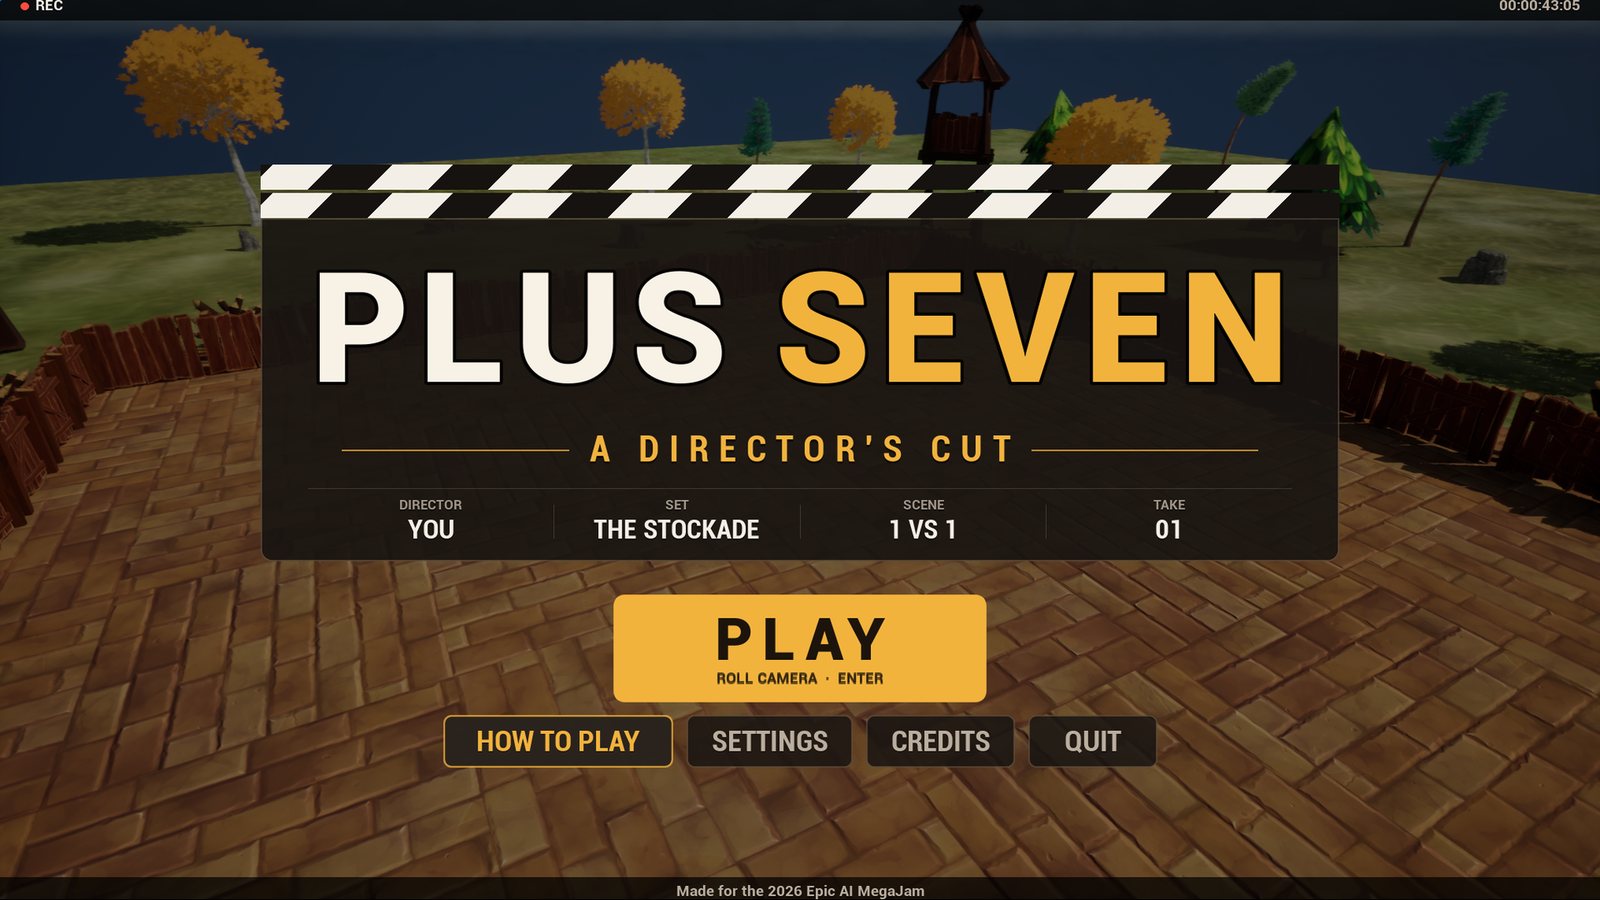 REC
00:00:43:05
PLUS SEVEN
A DIRECTOR'S CUT
DIRECTOR
YOU
SET
THE STOCKADE
SCENE
1 VS 1
TAKE
01
PLAY
ROLL CAMERA · ENTER
HOW TO PLAY
SETTINGS
CREDITS
QUIT
Made for the 2026 Epic AI MegaJam